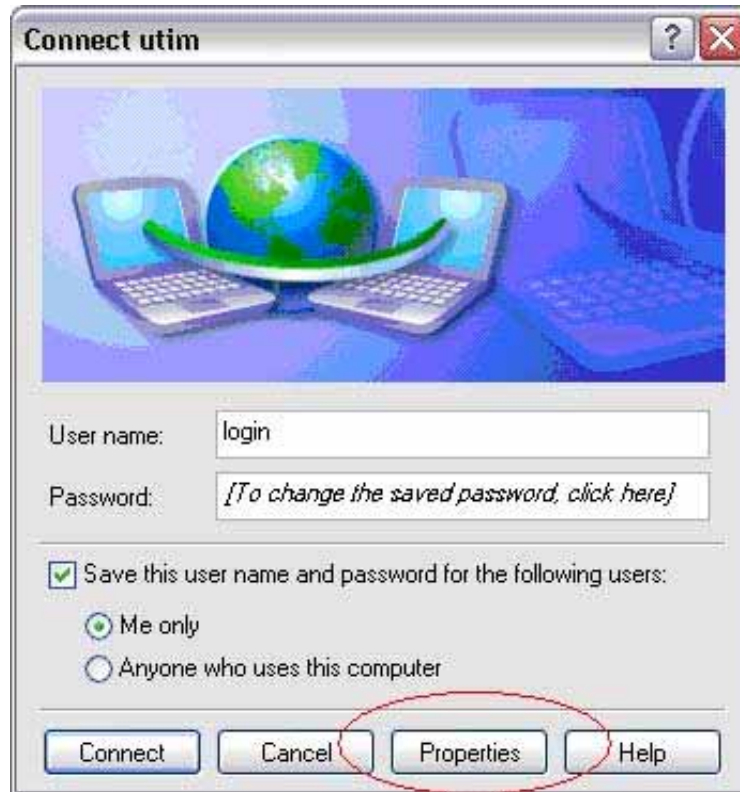 Connect utim
User name:
login
Password:
[To change the saved password, click here]
Save this user name and password for the following users:
Me only
Anyone who uses this computer
Connect
Cancel
Properties
Help